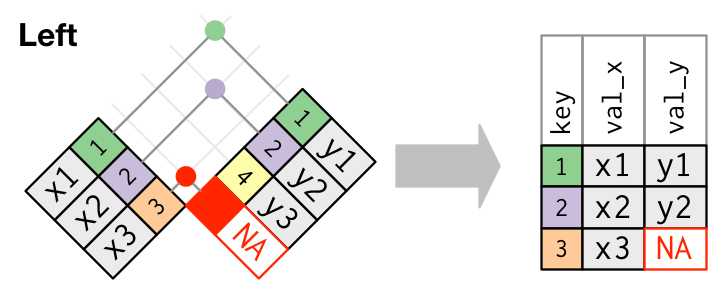 Left
1 x1
2 x2
3 x3
1 y1
2 y2
4 y3
NA
key val_x val_y
1 x1 y1
2 x2 y2
3 x3 NA